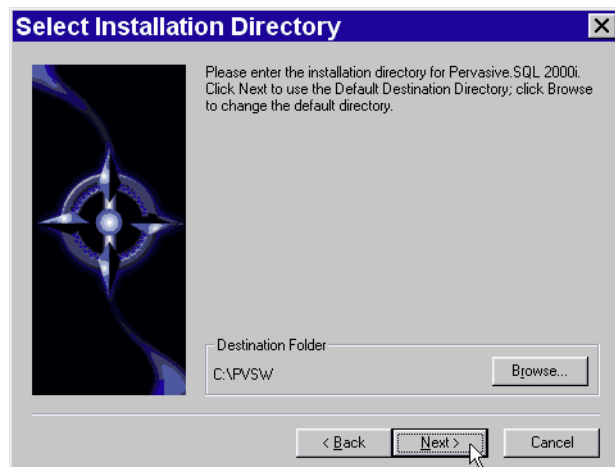 Select Installation Directory
Please enter the installation directory for Pervasive.SQL 2000i.
Click Next to use the Default Destination Directory; click Browse
to change the default directory.
Destination Folder
C:\PVSW
Browse...
< Back
Next >
Cancel